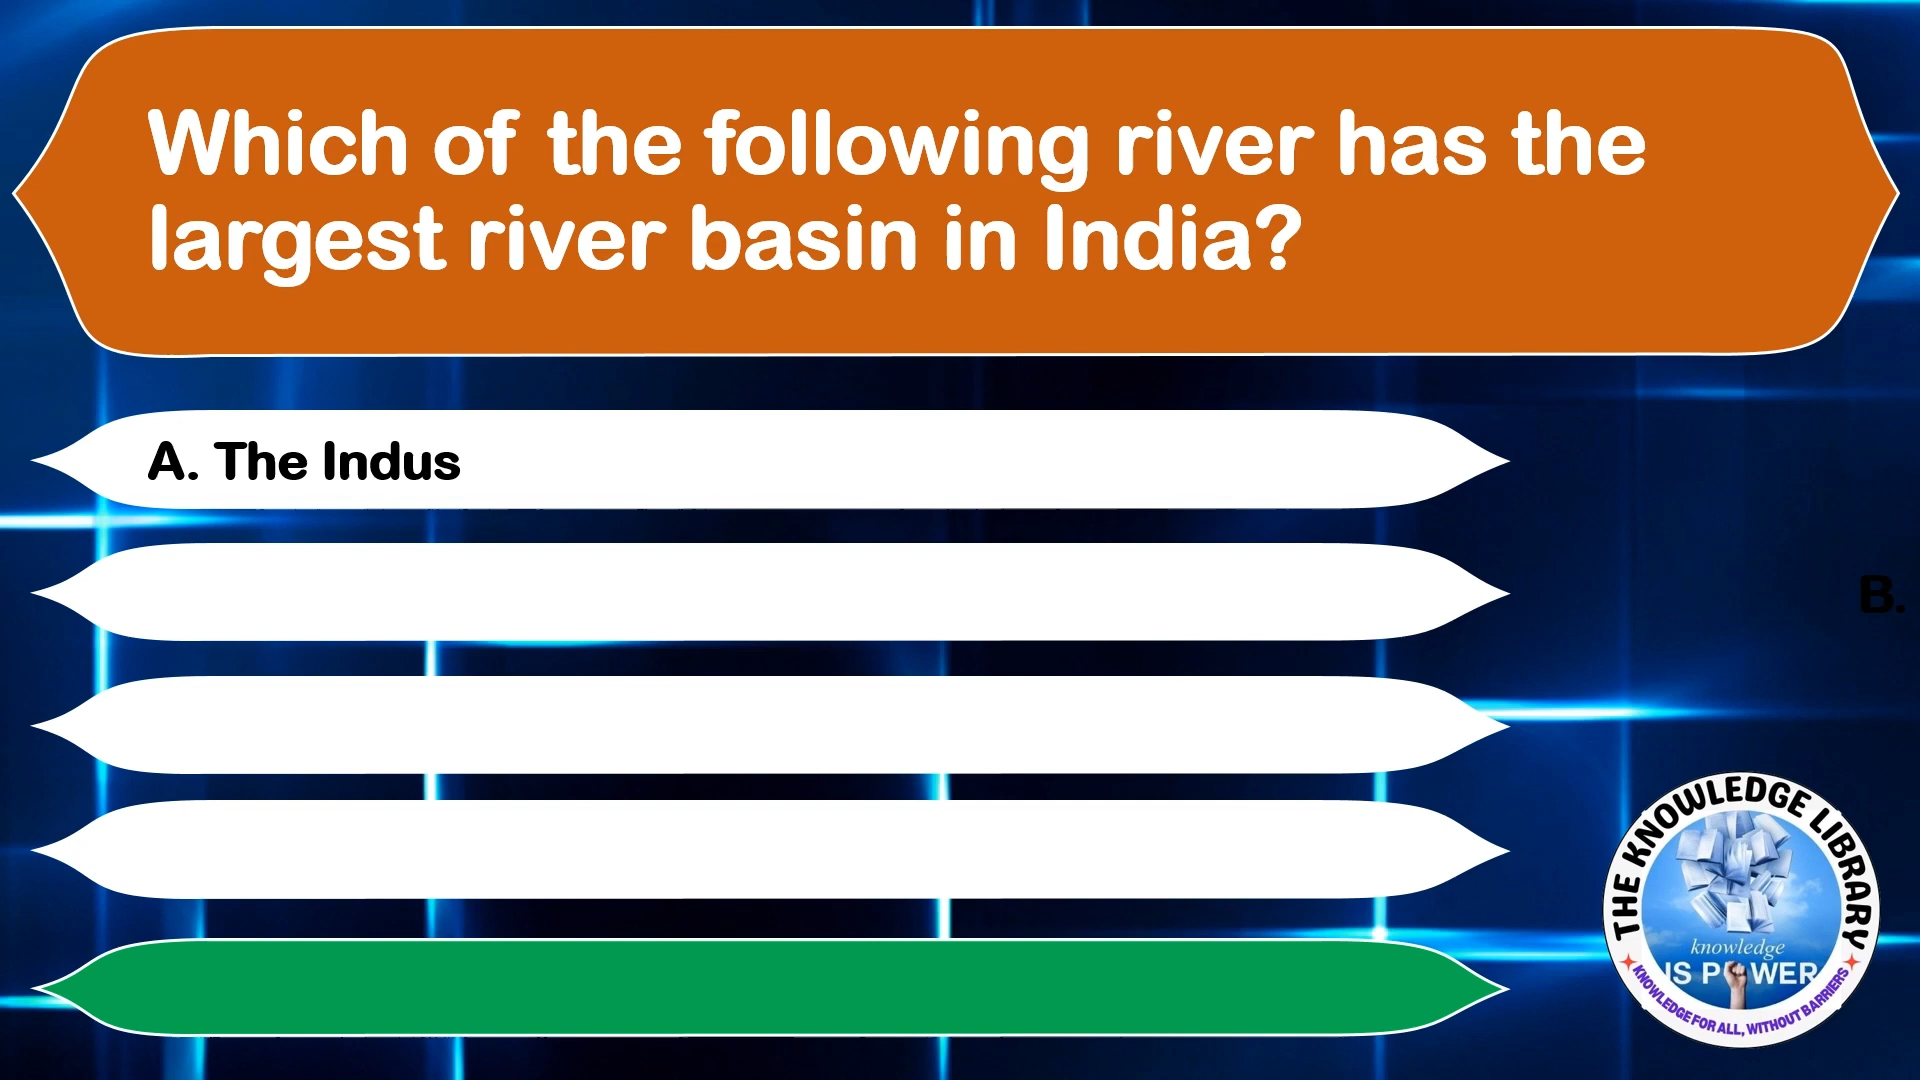 Which of the following river has the
largest river basin in India?
A. The Indus
B.
THE KNOWLEDGE LIBRARY
knowledge
IS POWER
KNOWLEDGE FOR ALL, WITHOUT BARRIERS